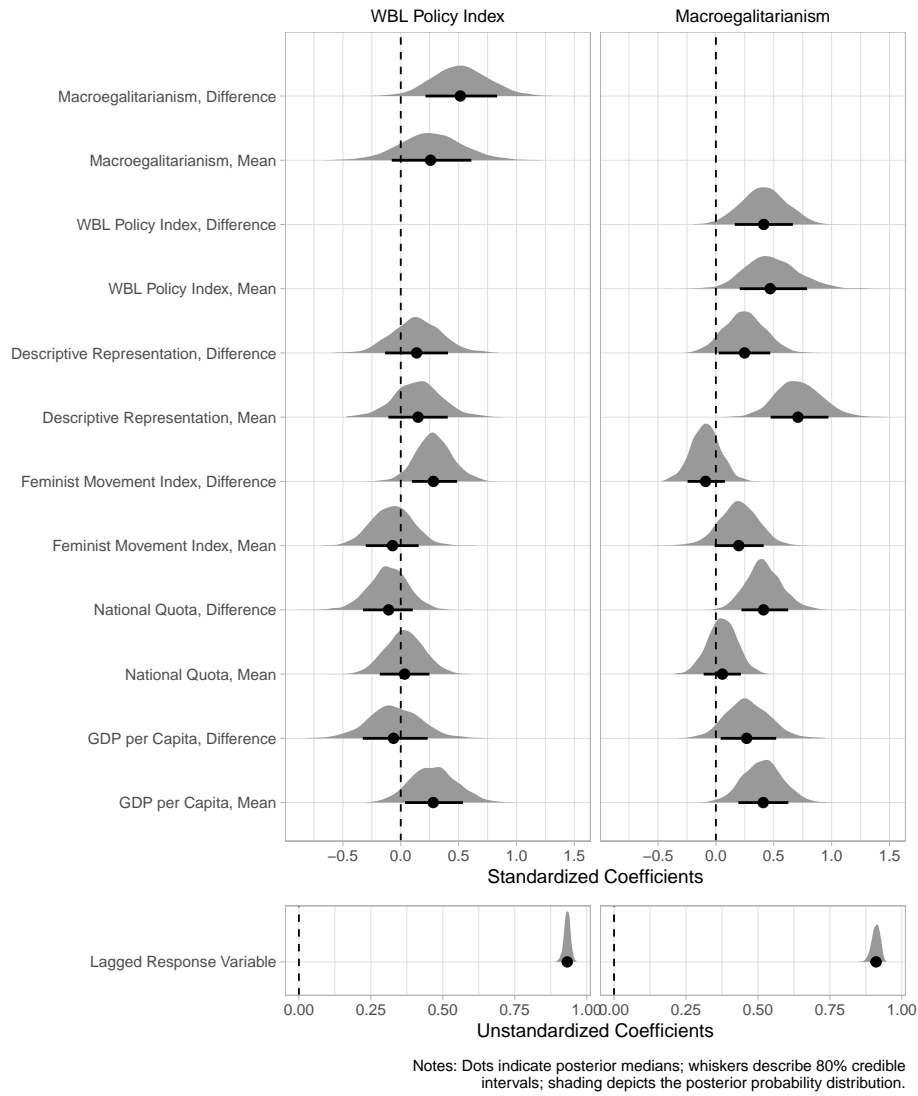 WBL Policy Index
Macroegalitarianism
Macroegalitarianism, Difference
Macroegalitarianism, Mean
WBL Policy Index, Difference
WBL Policy Index, Mean
Descriptive Representation, Difference
Descriptive Representation, Mean
Feminist Movement Index, Difference
Feminist Movement Index, Mean
National Quota, Difference
National Quota, Mean
GDP per Capita, Difference
GDP per Capita, Mean
−0.5 0.0 0.5 1.0 1.5 −0.5 0.0 0.5 1.0 1.5
Standardized Coefficients
Lagged Response Variable
0.00 0.25 0.50 0.75 1.00 0.00 0.25 0.50 0.75 1.00
Unstandardized Coefficients
Notes: Dots indicate posterior medians; whiskers describe 80% credible
intervals; shading depicts the posterior probability distribution.